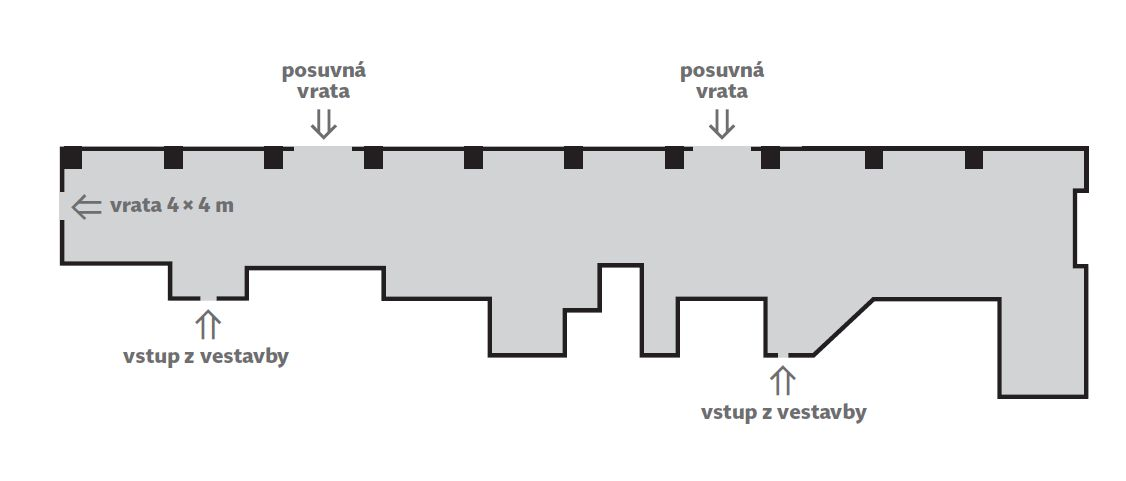 posuvná
vrata
posuvná
vrata
vrata 4 × 4 m
vstup z vestavby
vstup z vestavby